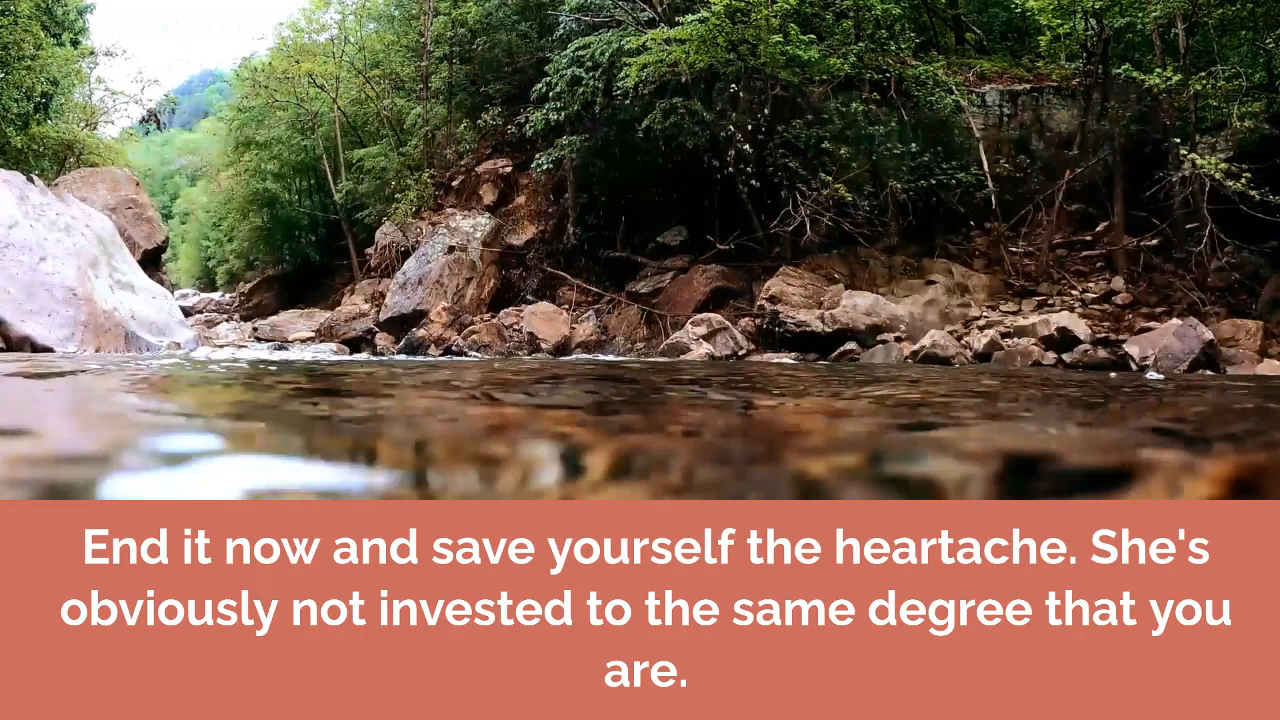 End it now and save yourself the heartache. She's
obviously not invested to the same degree that you
are.